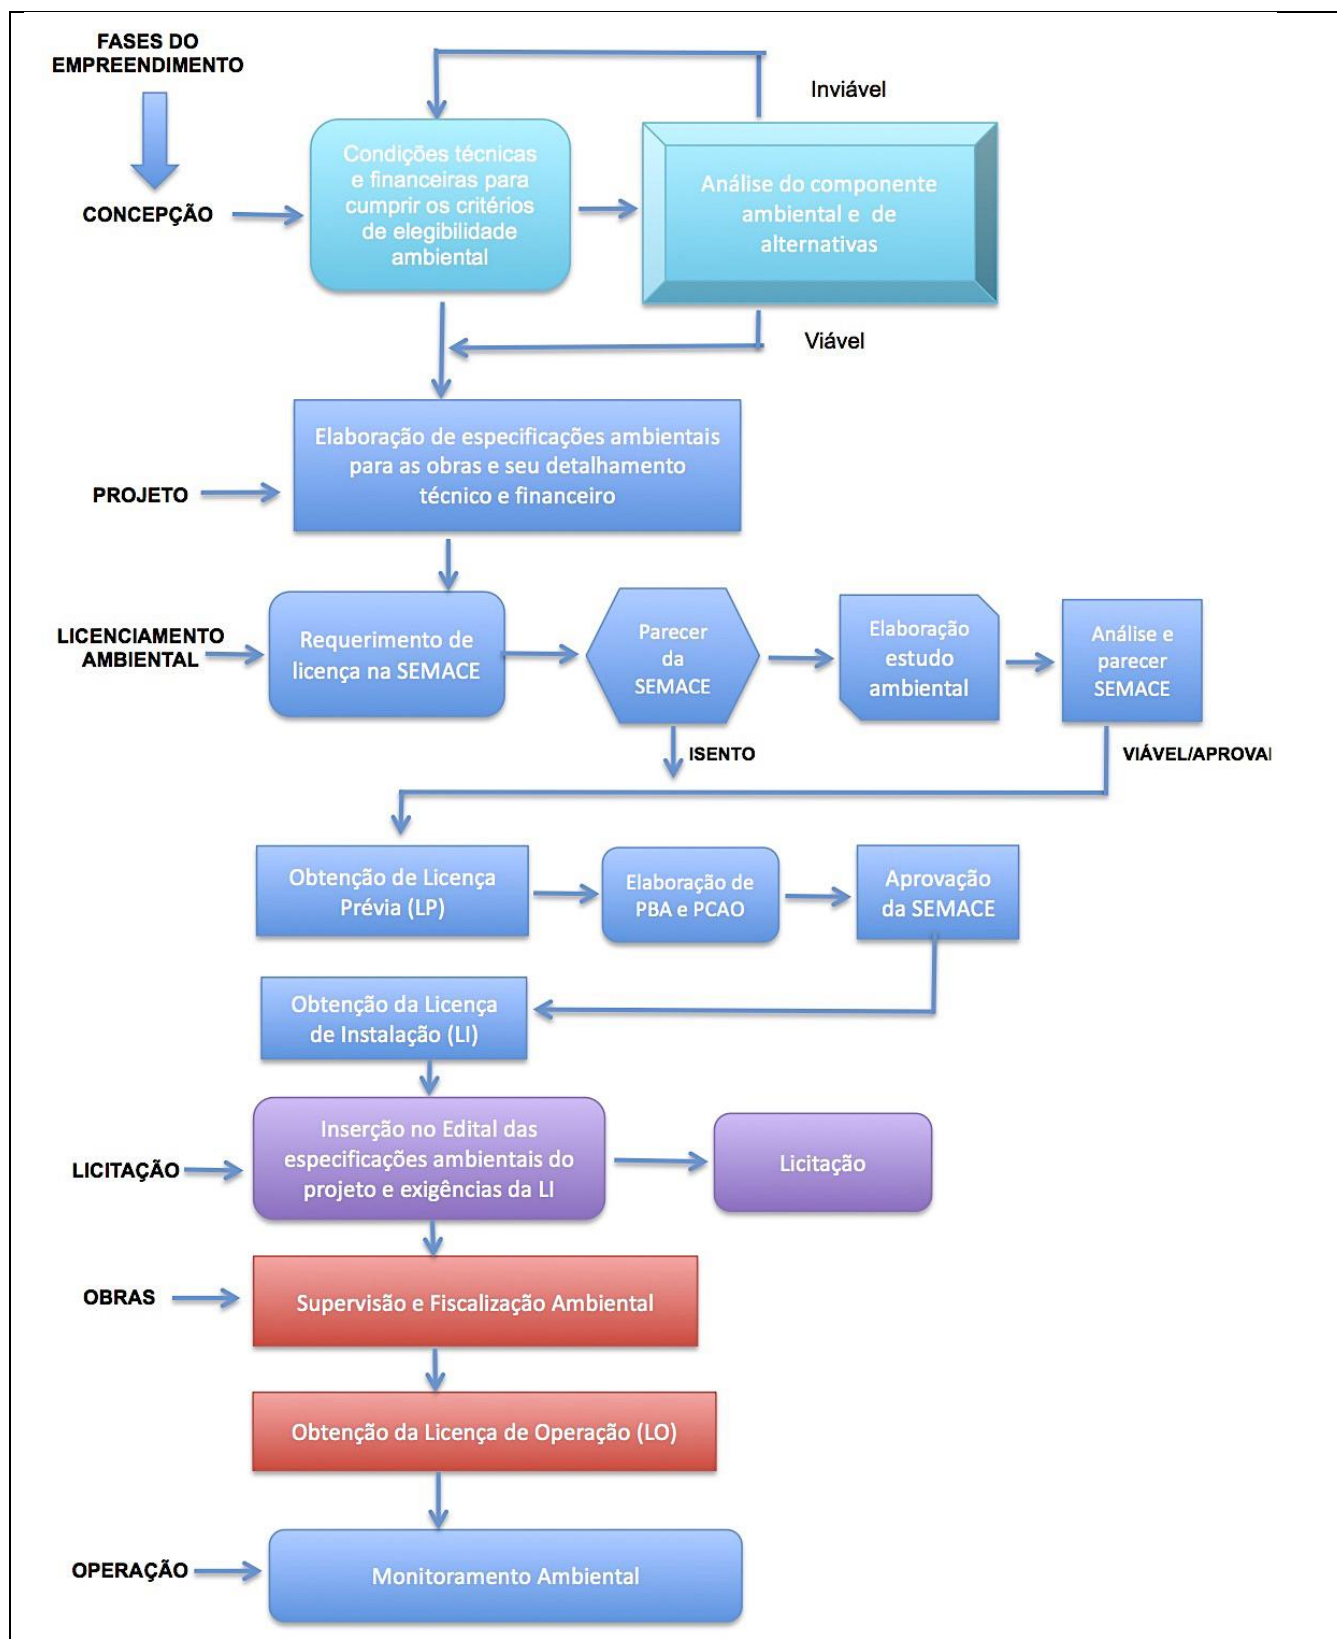 FASES DO
EMPREENDIMENTO
Inviável
Condições técnicas
e financeiras para
cumprir os critérios
de elegibilidade
ambiental
Análise do componente
ambiental e de
alternativas
CONCEPÇÃO
Viável
Elaboração de especificações ambientais
para as obras e seu detalhamento
técnico e financeiro
PROJETO
LICENCIAMENTO
AMBIENTAL
Requerimento de
licença na SEMACE
Parecer
da
SEMACE
Elaboração
estudo
ambiental
Análise e
parecer
SEMACE
ISENTO
VIÁVEL/APROVAI
Obtenção de Licença
Prévia (LP)
Elaboração de
PBA e PCAO
Aprovação
da SEMACE
Obtenção da Licença
de Instalação (LI)
LICITAÇÃO
Inserção no Edital das
especificações ambientais do
projeto e exigências da LI
Licitação
OBRAS
Supervisão e Fiscalização Ambiental
Obtenção da Licença de Operação (LO)
OPERAÇÃO
Monitoramento Ambiental